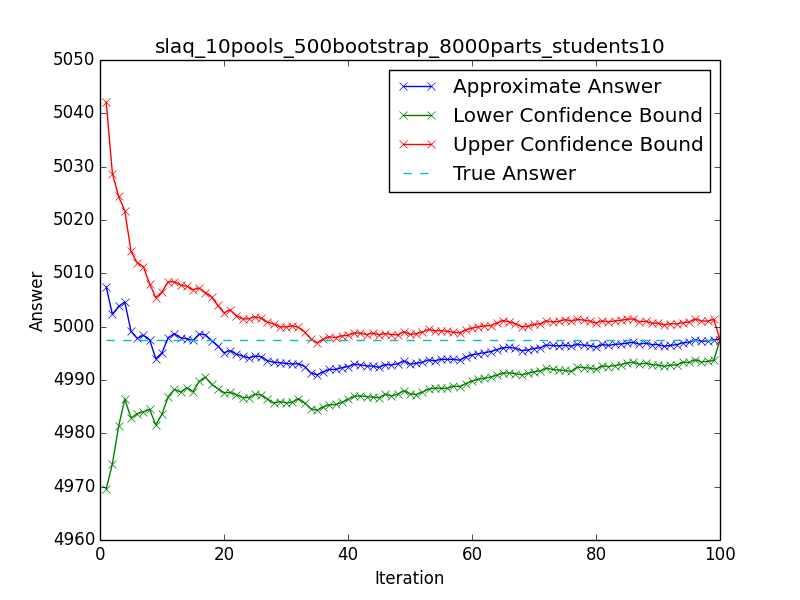 slaq_10pools_500bootstrap_8000parts_students10
5050
5040
5030
5020
5010
5000
4990
4980
4970
4960
Answer
Approximate Answer
Lower Confidence Bound
Upper Confidence Bound
True Answer
0 20 40 60 80 100
Iteration